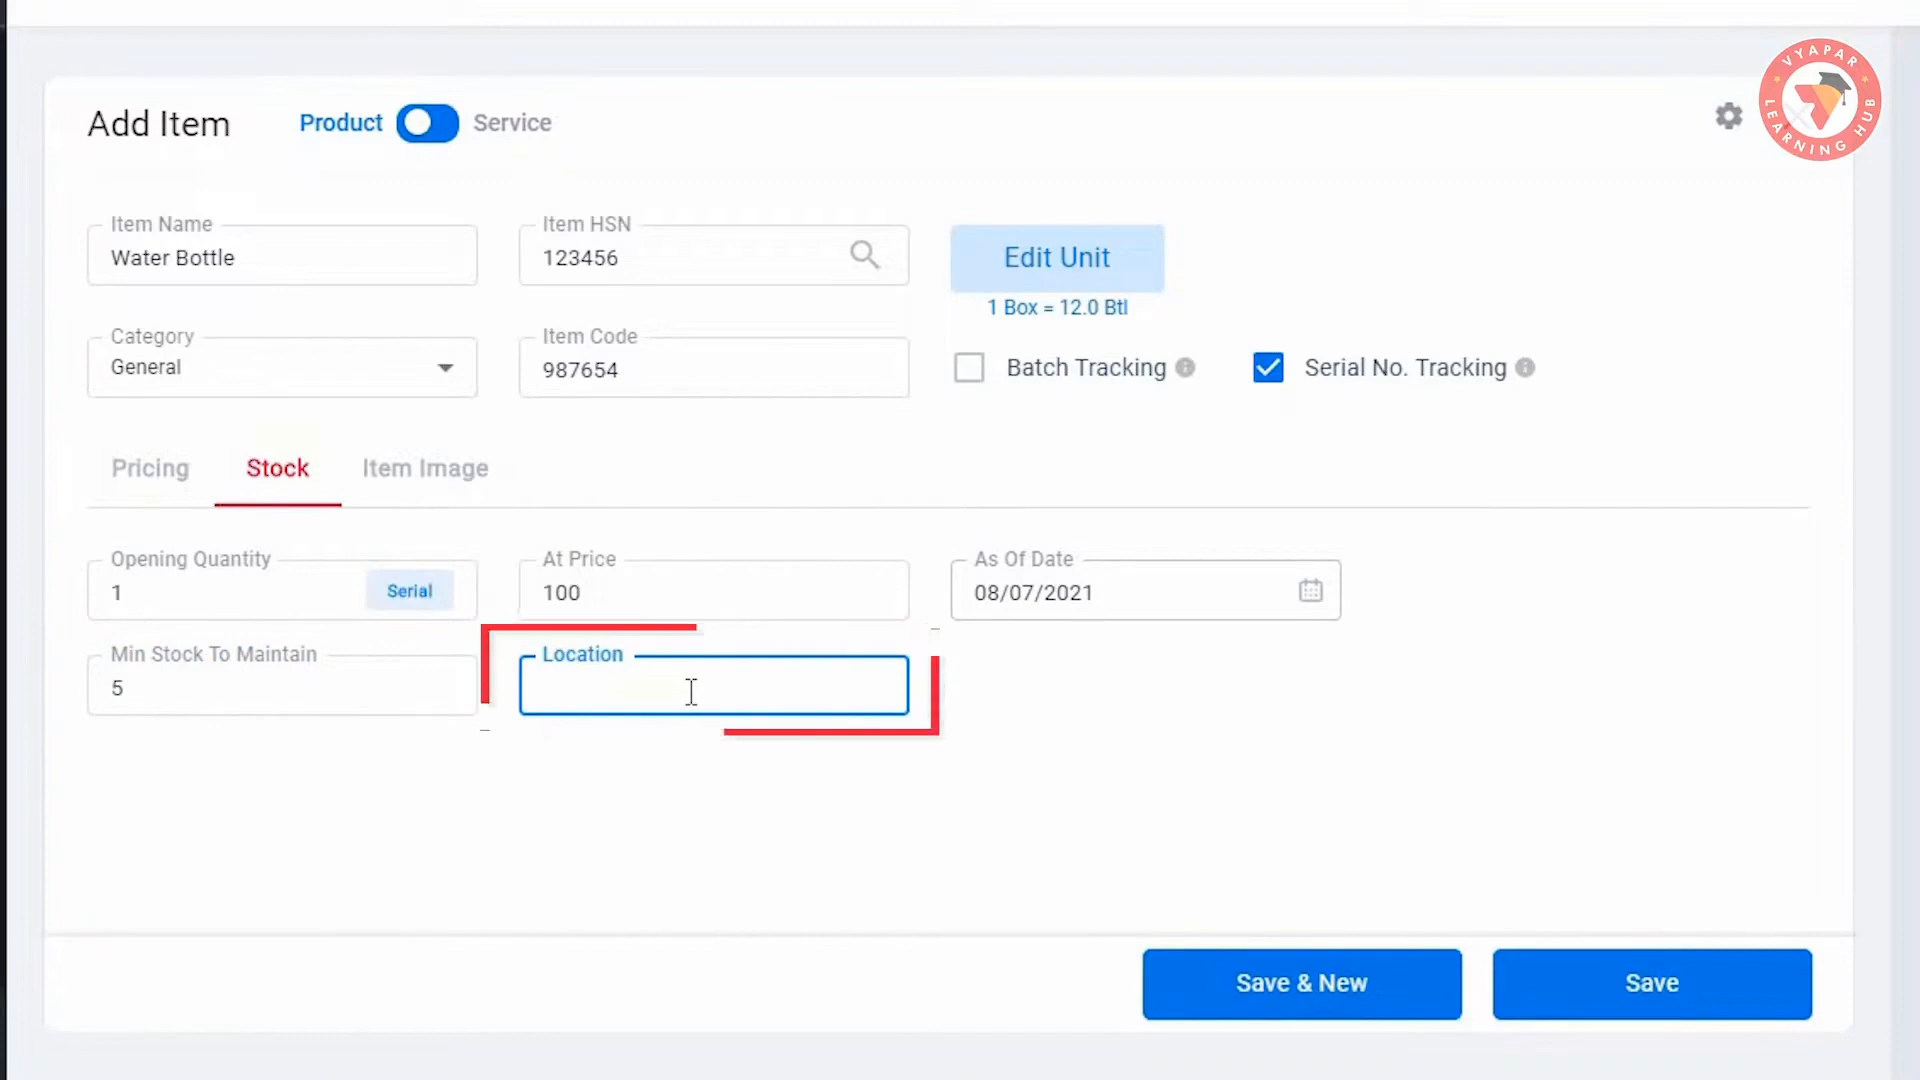 VYAPAR
LEARNING HUB
Add Item
Product Service
Item Name
Water Bottle
Item HSN
123456
Edit Unit
1 Box = 12.0 Btl
Category
General
Item Code
987654
Batch Tracking
Serial No. Tracking
Pricing Stock Item Image
Opening Quantity
1 Serial
At Price
100
As Of Date
08/07/2021
Min Stock To Maintain
5
Location
Save & New Save